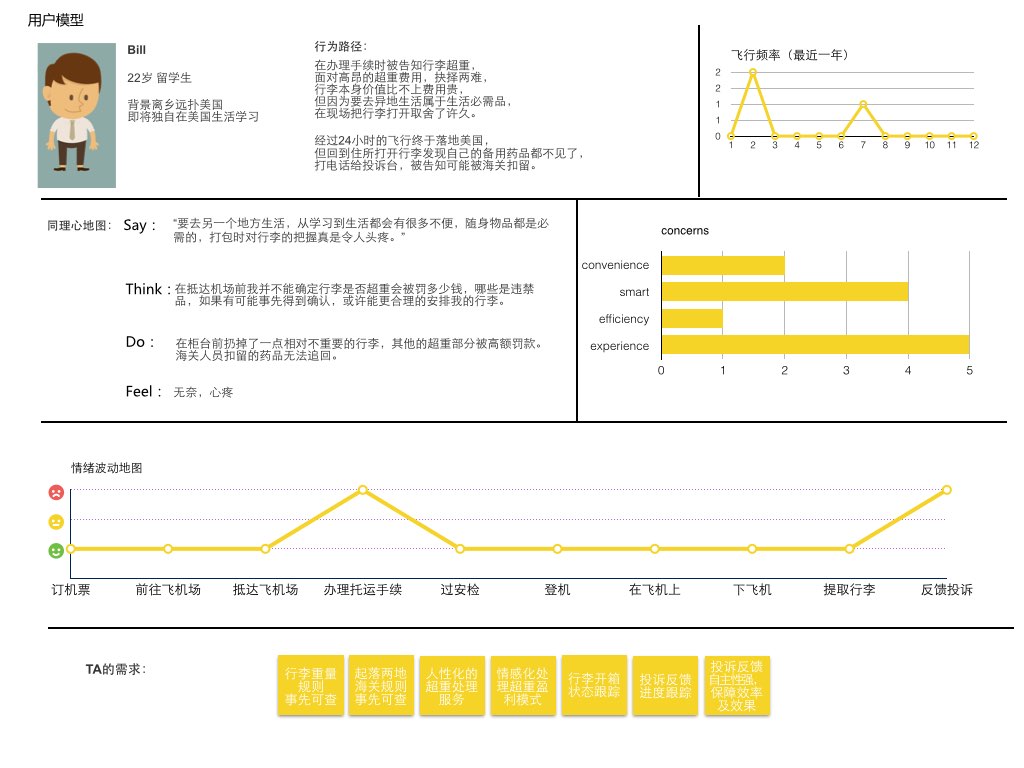 用户模型
Bill
22岁 留学生
背景离乡远扑美国
即将独自在美国生活学习
行为路径：
在办理手续时被告知行李超重，
面对高昂的超重费用，抉择两难，
行李本身价值比不上费用贵，
但因为要去异地生活属于生活必需品，
在现场把行李打开取舍了许久。
经过24小时的飞行终于落地美国，
但回到住所打开行李发现自己的备用药品都不见了，
打电话给投诉台，被告知可能被海关扣留。
飞行频率（最近一年）
2
2
1
1
0
1 2 3 4 5 6 7 8 9 10 11 12
同理心地图：
Say：
“要去另一个地方生活，从学习到生活都会有很多不便，随身物品都是必
需的，打包时对行李的把握真是令人头疼。”
Think：
在抵达机场前我并不能确定行李是否超重会被罚多少钱，哪些是违禁
品，如果有可能事先得到确认，或许能更合理的安排我的行李。
Do：
在柜台前扔掉了一点相对不重要的行李，其他的超重部分被高额罚款。
海关人员扣留的药品无法追回。
Feel：
无奈，心疼
concerns
convenience
smart
efficiency
experience
0 1 2 3 4 5
情绪波动地图
订机票 前往飞机场 抵达飞机场 办理托运手续 过安检 登机 在飞机上 下飞机 提取行李 反馈投诉
TA的需求：
行李重量
规则
事先可查
起落两地
海关规则
事先可查
人性化的
超重处理
服务
情感化处
理超重盈
利模式
行李开箱
状态跟踪
投诉反馈
进度跟踪
投诉反馈
自主性强，
保障效率
及效果